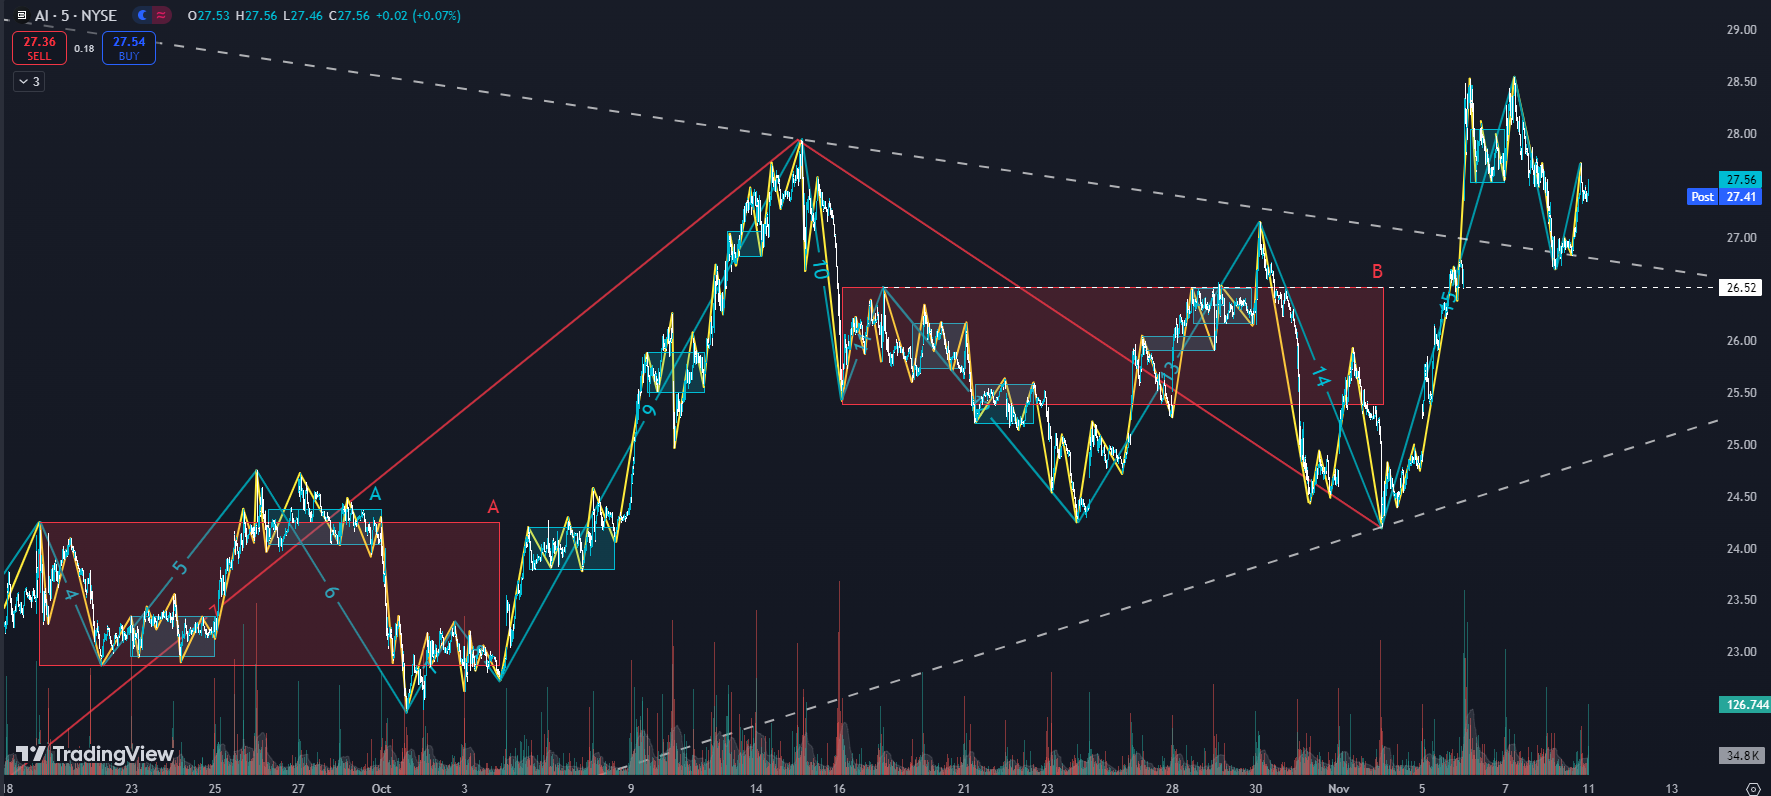 AI · 5 · NYSE O27.53 H27.56 L27.46 C27.56 +0.02 (+0.07%)
27.36 SELL
0.18
27.54 BUY
3
29.00
28.50
28.00
27.56
Post 27.41
27.00
26.52
26.00
25.50
25.00
24.50
24.00
23.50
23.00
126.744
34.8K
4
5
A
6
A
9
10
B
14
15
TradingView
18 23 25 27 Oct 3 7 9 14 16 21 23 28 30 Nov 5 7 11 13